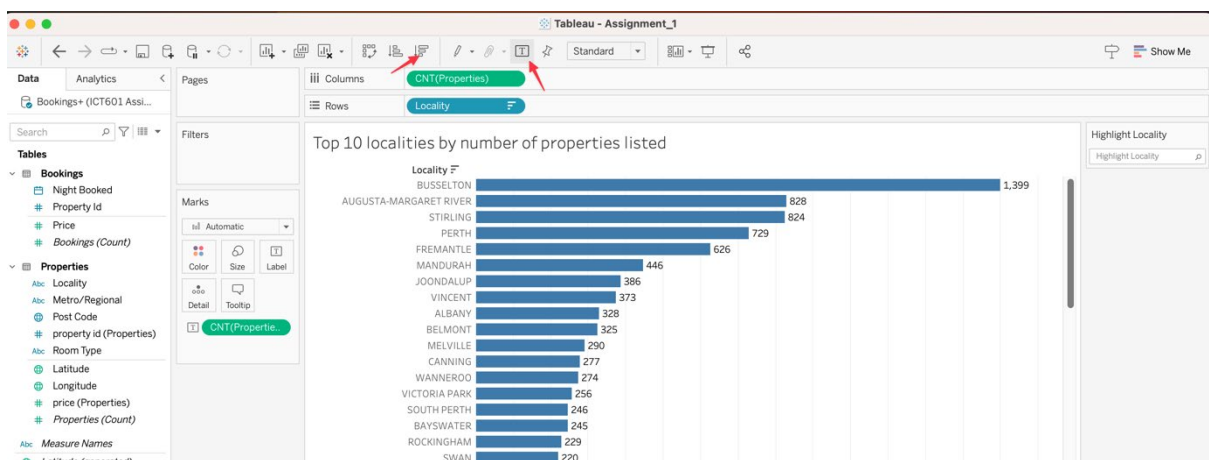 Tableau - Assignment_1
Standard
Show Me
Data
Analytics
Pages
Columns
CNT(Properties)
Bookings+ (ICT601 Assi...
Rows
Locality
Search
Filters
Top 10 localities by number of properties listed
Highlight Locality
Highlight Locality
Tables
Bookings
Night Booked
# Property Id
# Price
# Bookings (Count)
Properties
Abc Locality
Abc Metro/Regional
Post Code
# property id (Properties)
Abc Room Type
Latitude
Longitude
# price (Properties)
# Properties (Count)
Abc Measure Names
Marks
Automatic
Color
Size
T
Label
Detail
Tooltip
T
CNT(Propertie..
Locality
BUSSELTON 1,399
AUGUSTA-MARGARET RIVER 828
STIRLING 824
PERTH 729
FREMANTLE 626
MANDURAH 446
JOONDALUP 386
VINCENT 373
ALBANY 328
BELMONT 325
MELVILLE 290
CANNING 277
WANNEROO 274
VICTORIA PARK 256
SOUTH PERTH 246
BAYSWATER 245
ROCKINGHAM 229
SWAN 220